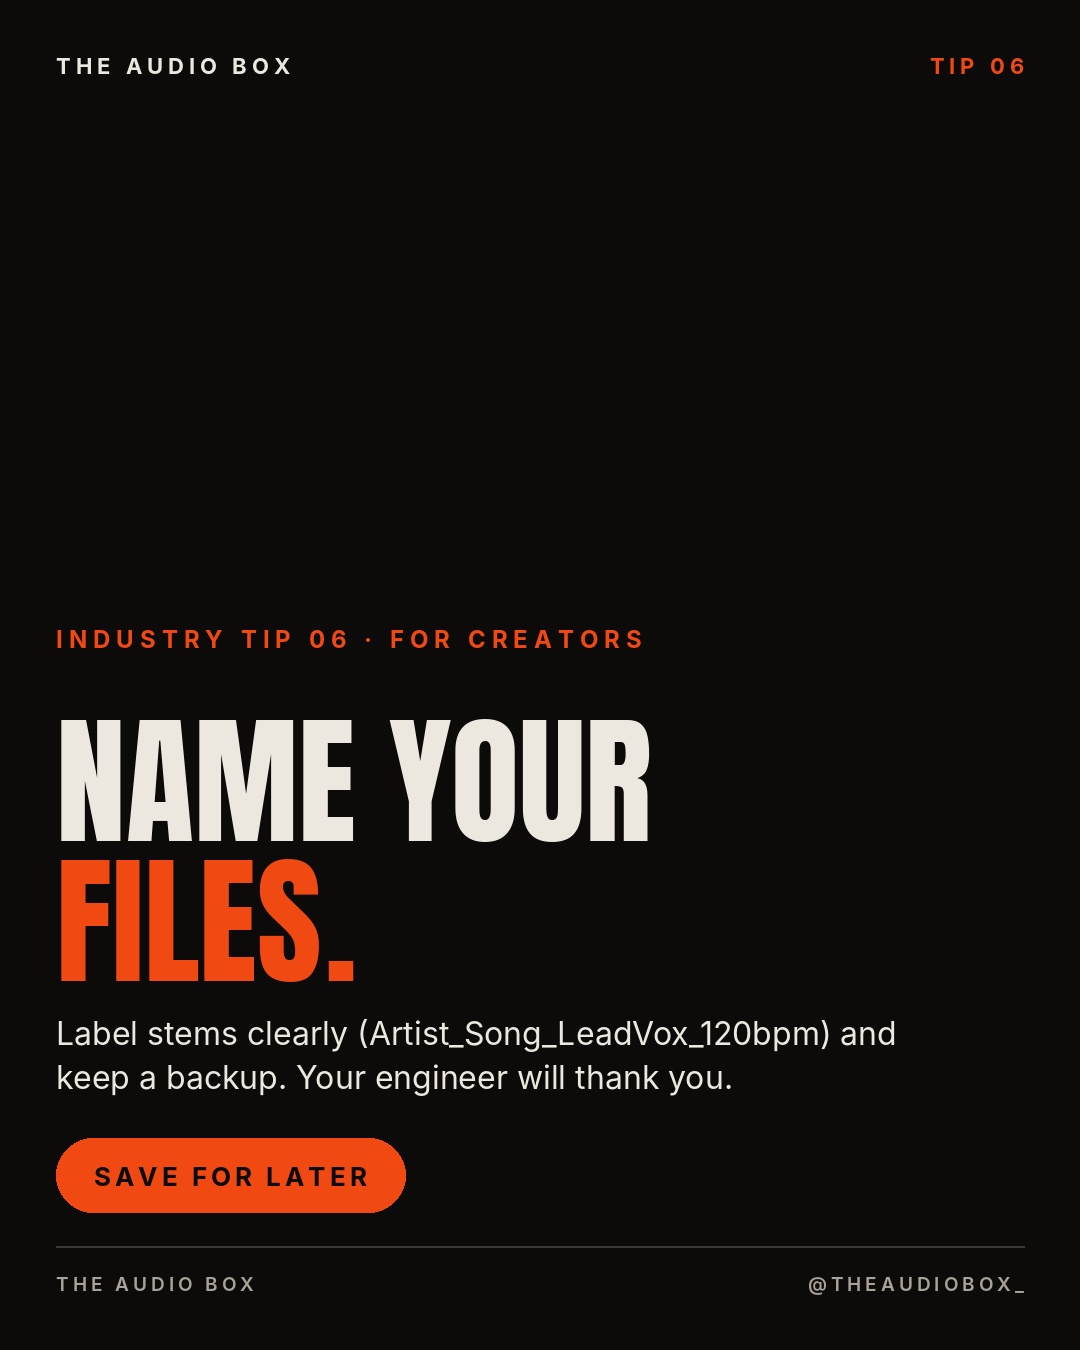 THE AUDIO BOX
TIP 06
INDUSTRY TIP 06 · FOR CREATORS
NAME YOUR
FILES.
Label stems clearly (Artist_Song_LeadVox_120bpm) and
keep a backup. Your engineer will thank you.
SAVE FOR LATER
THE AUDIO BOX
@THEAUDIOBOX_